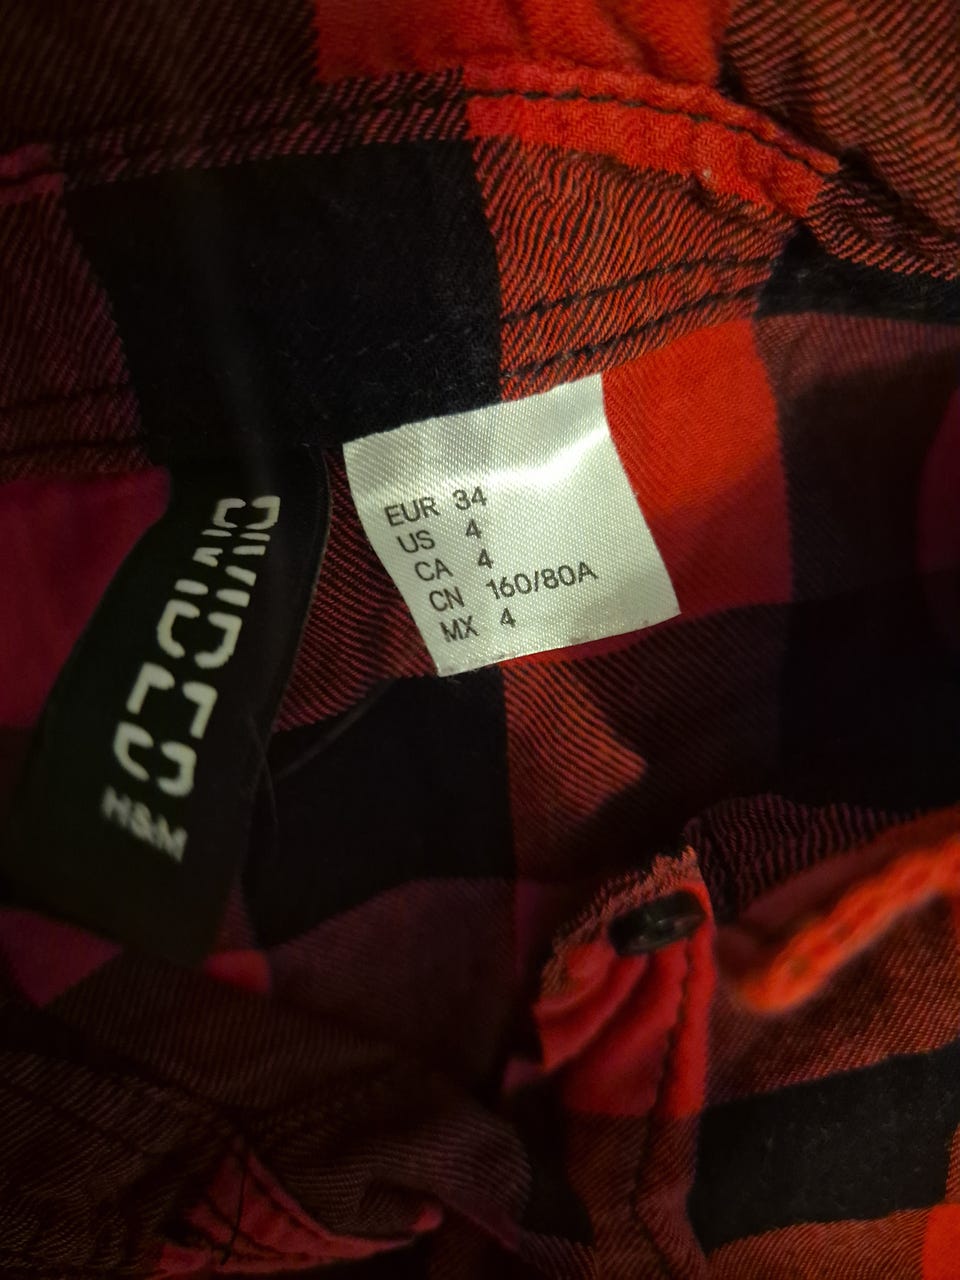 EUR 34
US 4
CA 4
CN 160/80A
MX 4
DIVIDED
H&M